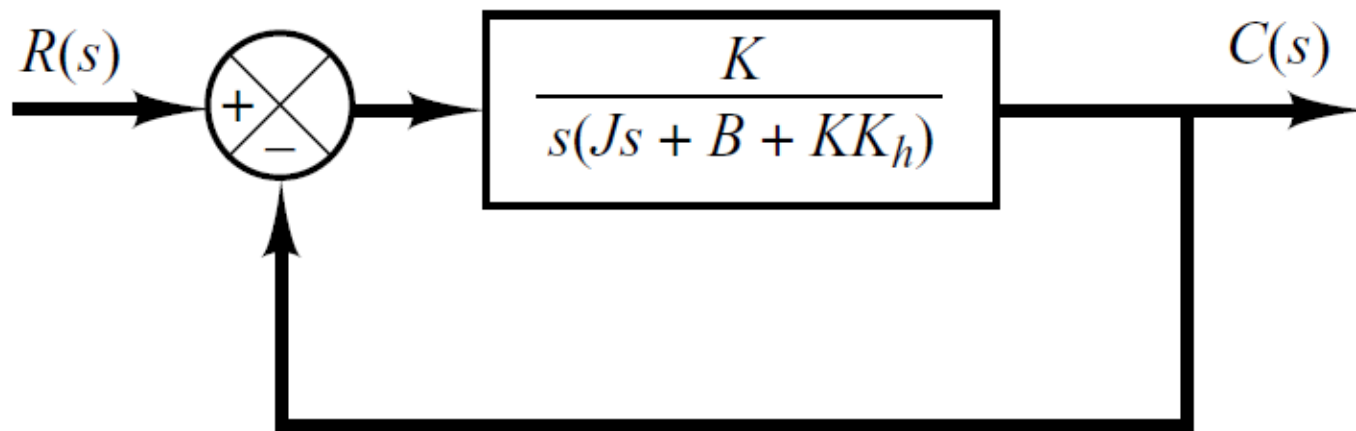 R(s)
+
−
K
s(Js + B + KK_h)
C(s)